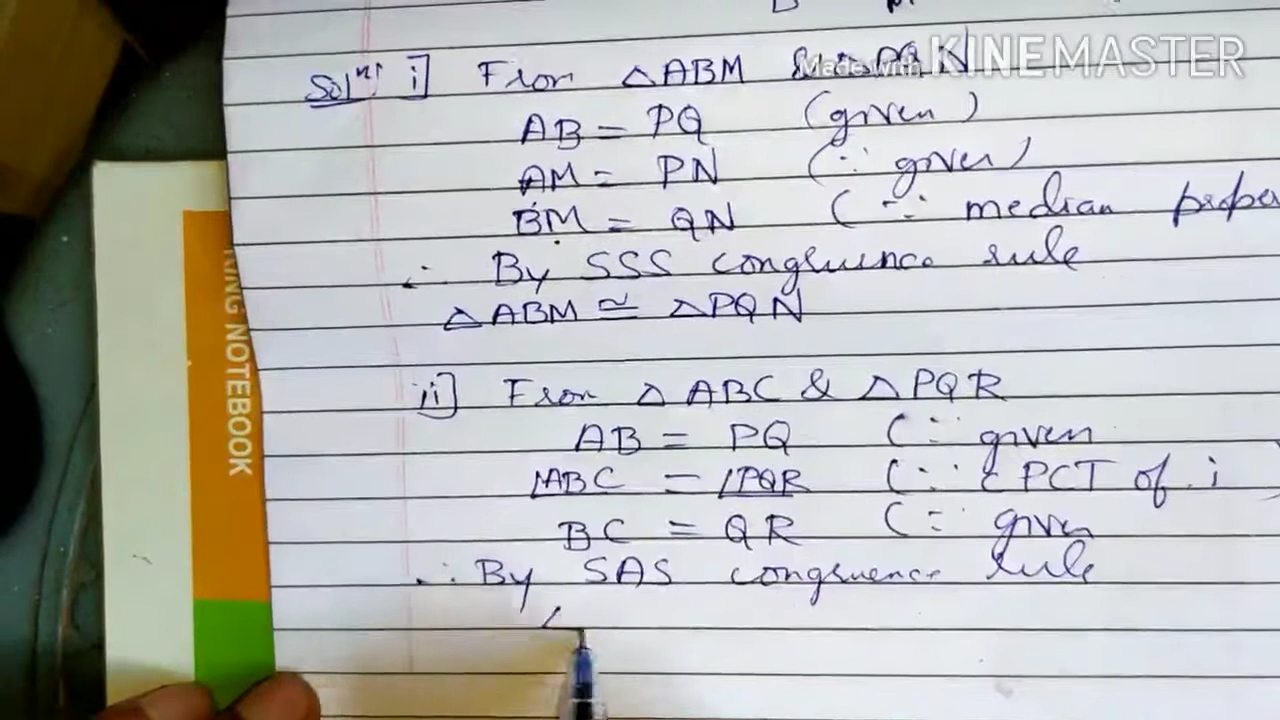 Solⁿ: i] From △ABM & △PQN
AB = PQ (given)
AM = PN (∵ given)
BM = QN (∵ median
∴ By SSS congruence rule
△ABM ≅ △PQN
ii] From △ABC & △PQR
AB = PQ (∵ given
∠ABC = ∠PQR (∵ CPCT of i)
BC = QR (∵ given
∴ By SAS congruence rule
Made with KINEMASTER
NOTEBOOK